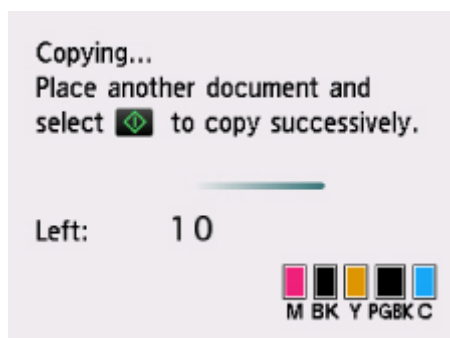 Copying...
Place another document and
select to copy successively.
Left: 10
M BK Y PGBK C